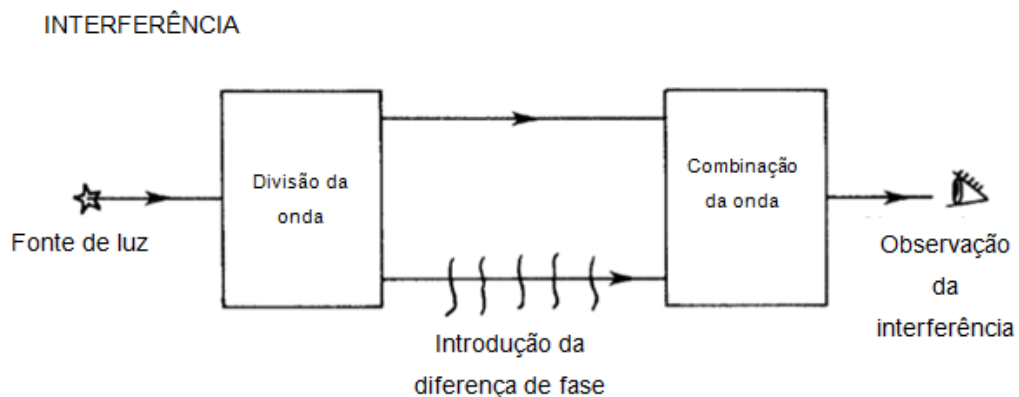 INTERFERÊNCIA
Divisão da
onda
Combinação
da onda
Fonte de luz
Observação
da
interferência
Introdução da
diferença de fase